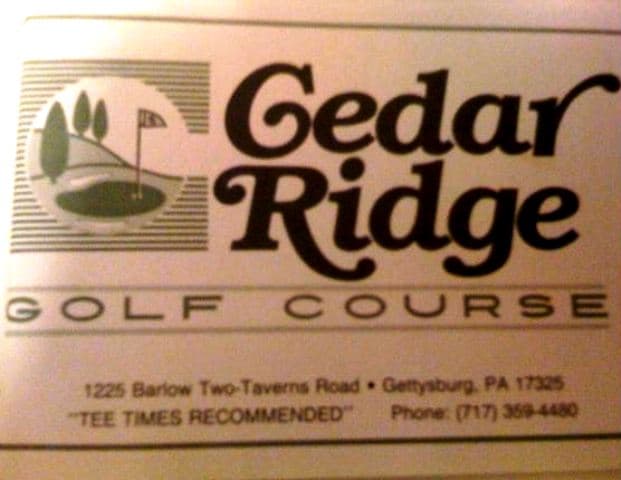 Cedar
Ridge
GOLF COURSE
1225 Barlow Two-Taverns Road • Gettysburg, PA 17325
"TEE TIMES RECOMMENDED" Phone: (717) 359-4480